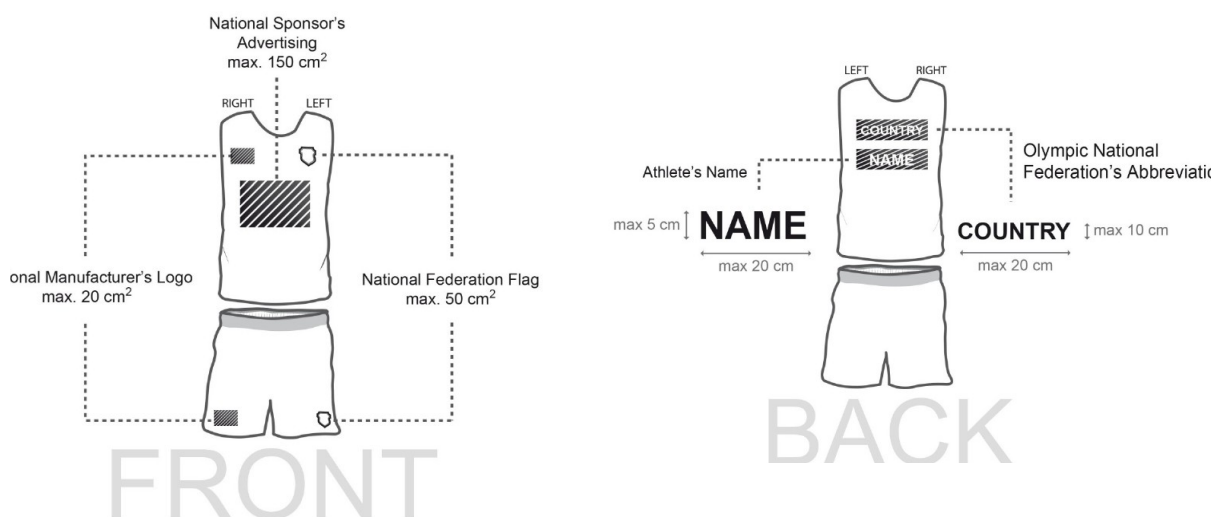 National Sponsor's
Advertising
max. 150 cm²
RIGHT
LEFT
onal Manufacturer's Logo
max. 20 cm²
National Federation Flag
max. 50 cm²
FRONT
LEFT
RIGHT
COUNTRY
NAME
Athlete's Name
Olympic National
Federation's Abbreviatio
max 5 cm
NAME
max 20 cm
COUNTRY
max 10 cm
max 20 cm
BACK